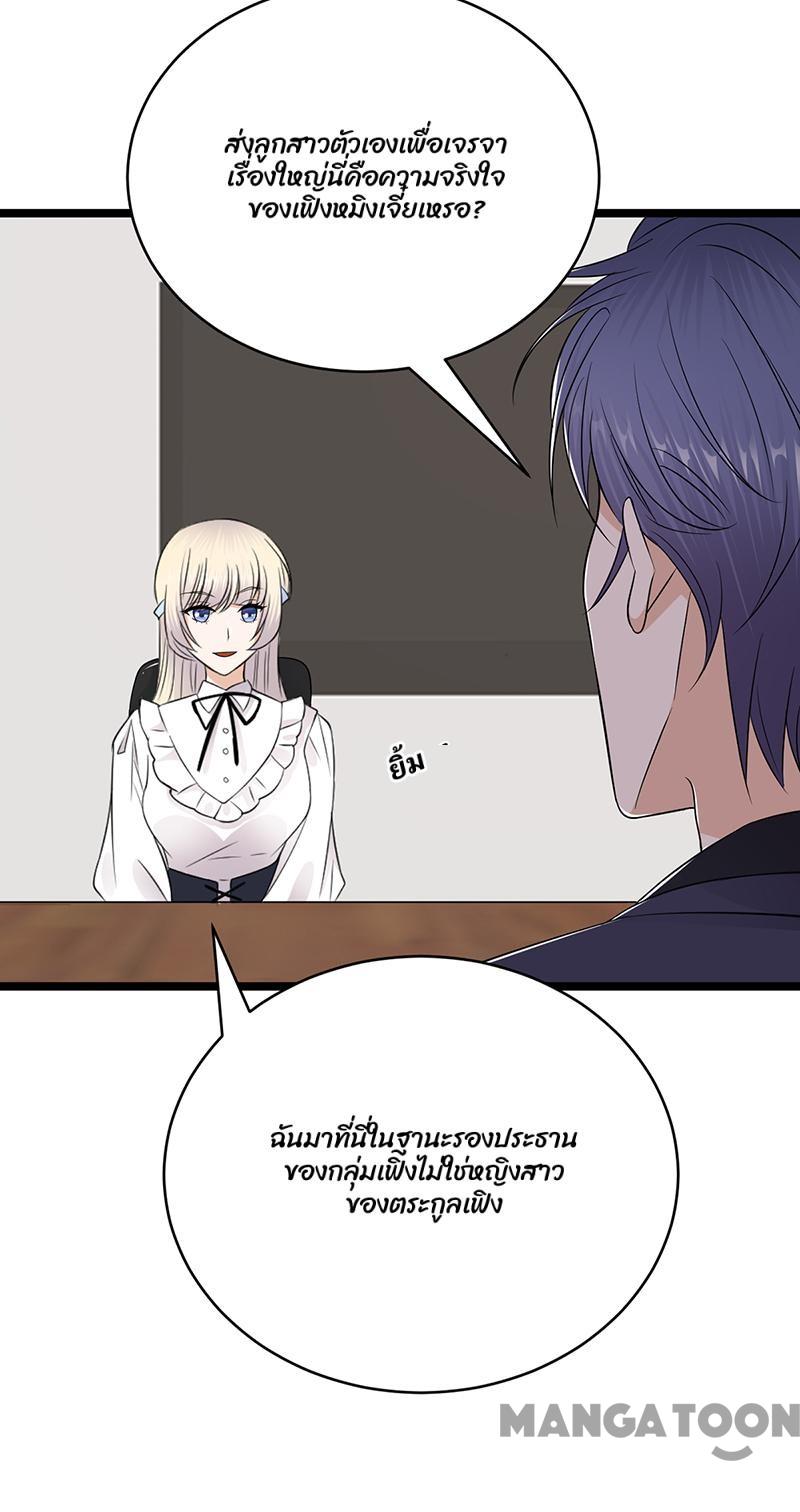 ส่งลูกสาวตัวเองเพื่อเจรจา
เรื่องใหญ่นี่คือความจริงใจ
ของเฟิงหมิงเจี๋ยเหรอ?
ยิ้ม
ฉันมาที่นี่ในฐานะรองประธาน
ของกลุ่มเฟิงไม่ใช่หญิงสาว
ของตระกูลเฟิง
MANGATOON